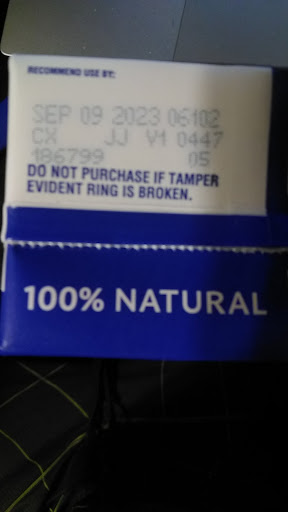 RECOMMEND USE BY:
SEP 09 2023 06102
CX JJ V1 0447
186799 05
DO NOT PURCHASE IF TAMPER
EVIDENT RING IS BROKEN.
100% NATURAL